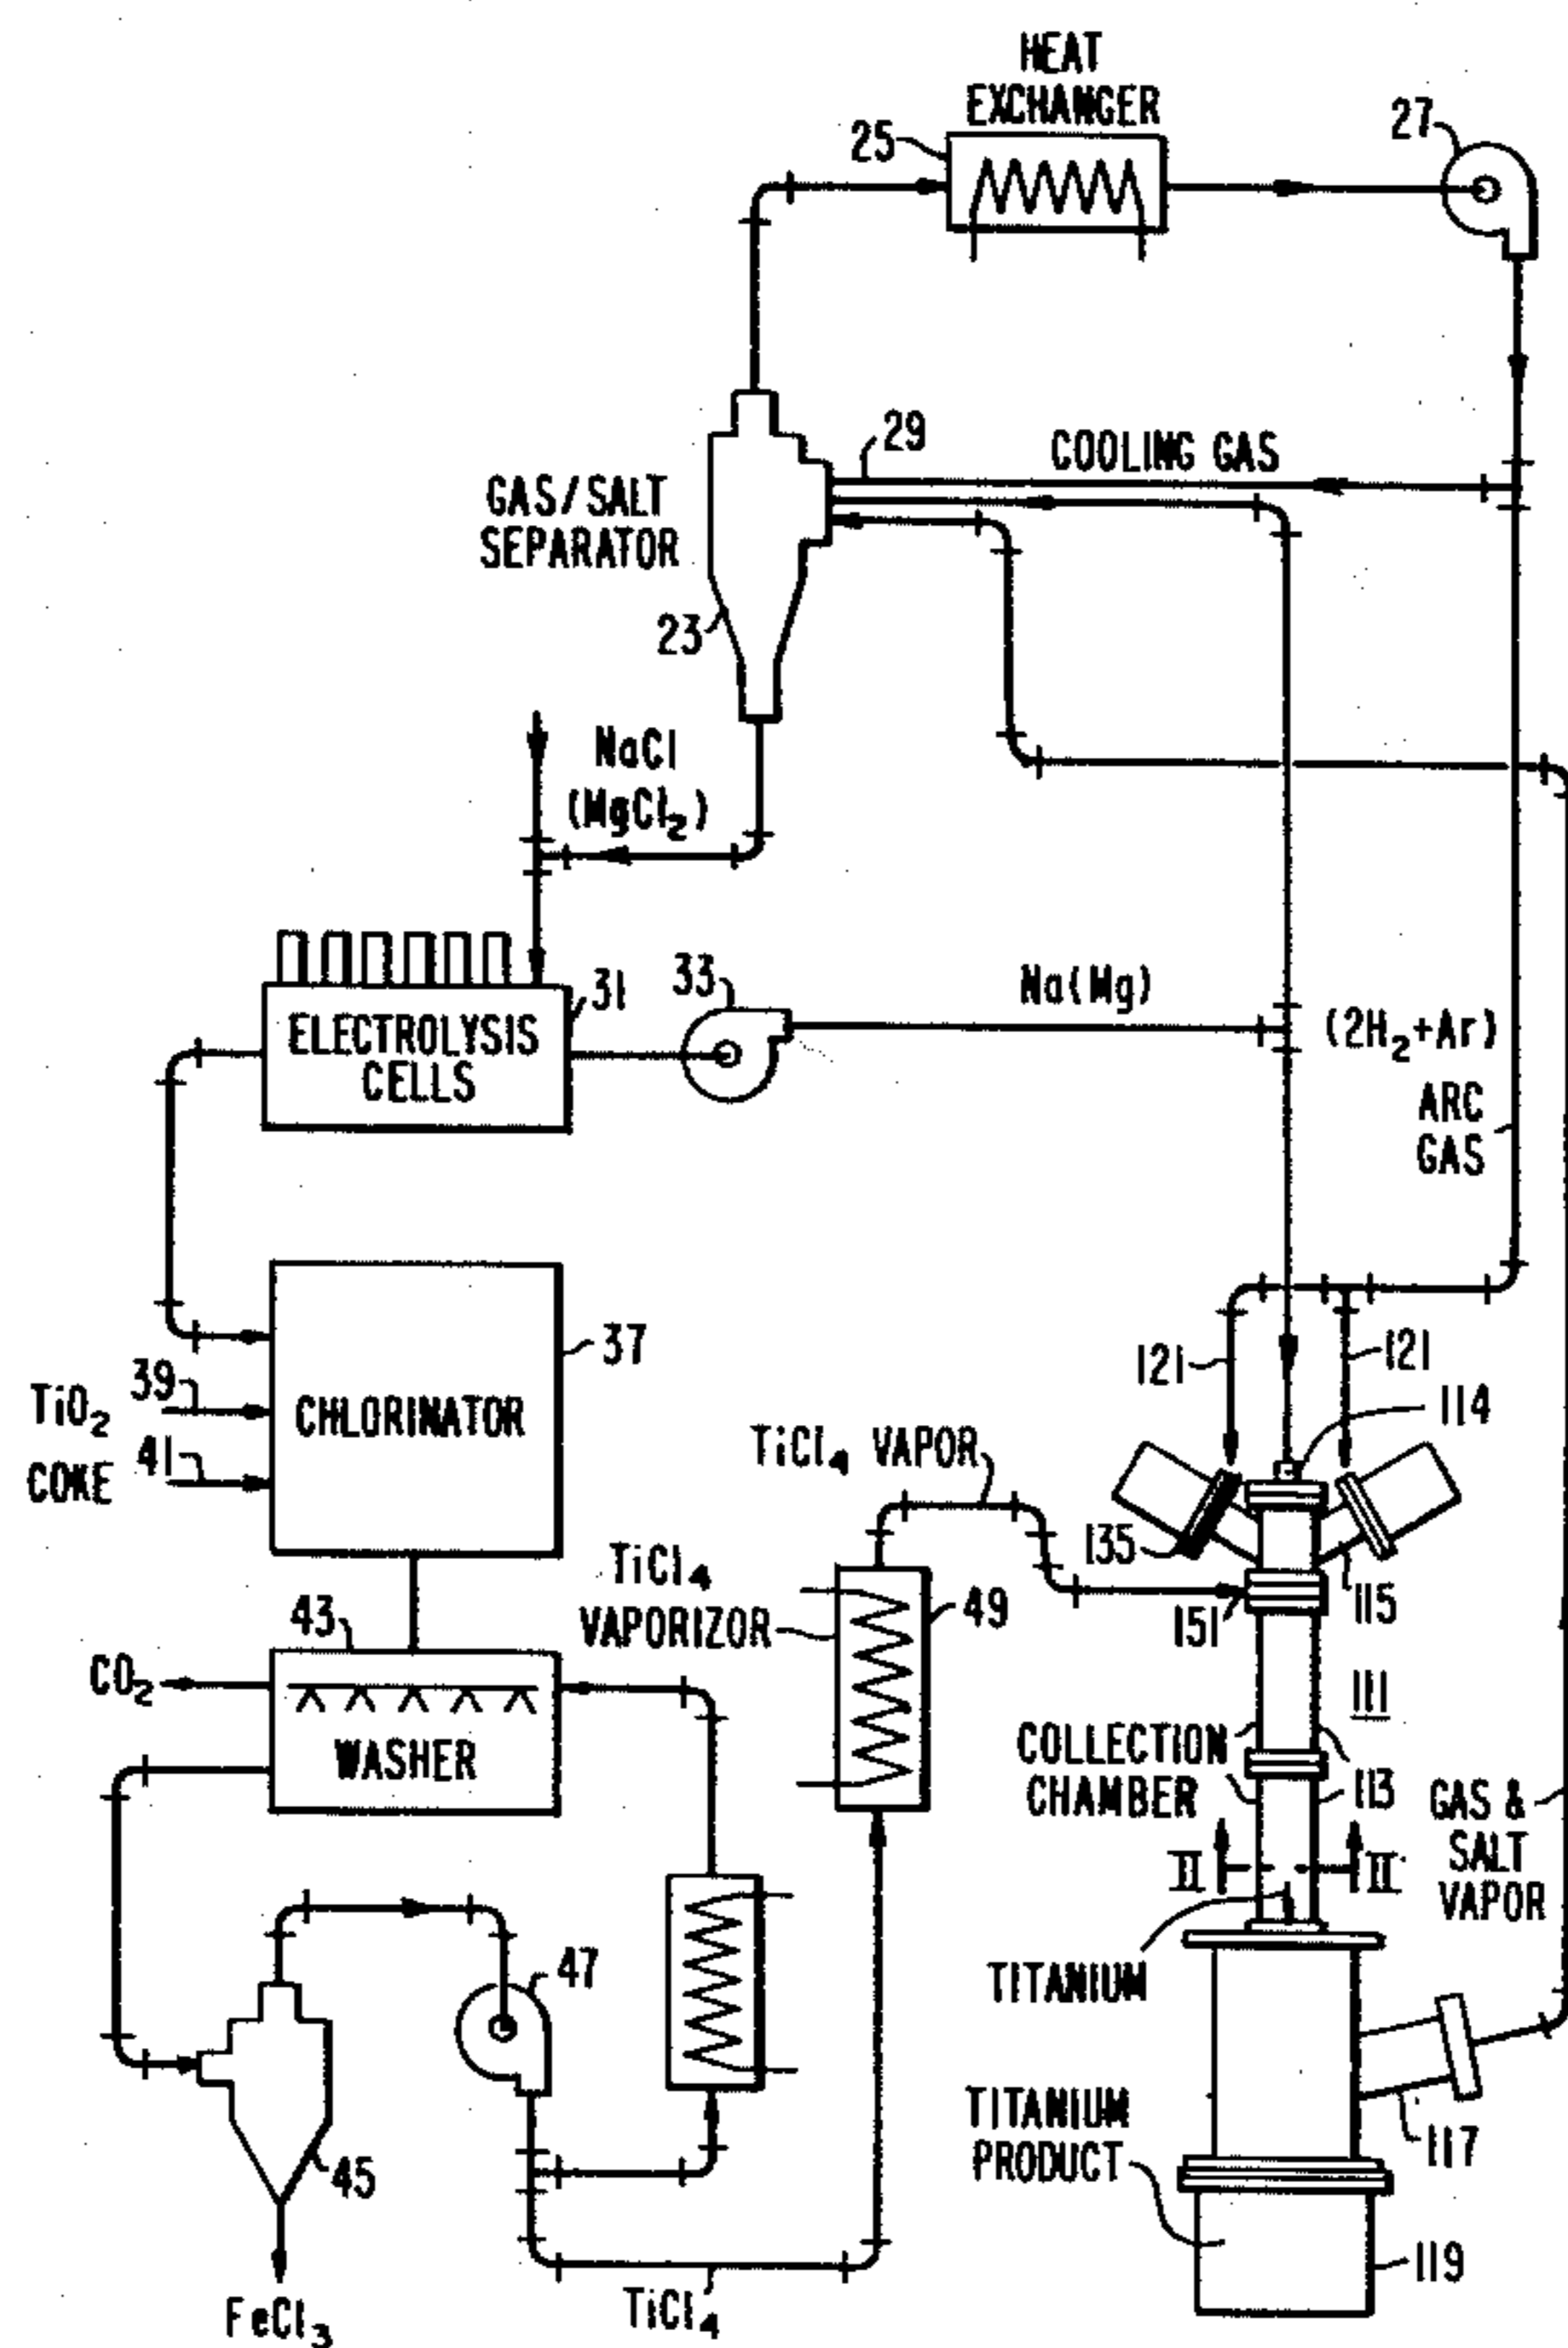 HEAT
EXCHANGER
25
27
29
COOLING GAS
GAS/SALT
SEPARATOR
23
NaCl
(MgCl2)
31
33
Na(Mg)
(2H2+Ar)
ELECTROLYSIS
CELLS
ARC
GAS
37
121
121
TiO2
39
CHLORINATOR
114
COKE
41
TiCl4 VAPOR
135
TiCl4
VAPORIZOR
49
151
115
43
CO2
WASHER
111
COLLECTION
CHAMBER
113
GAS &
SALT
VAPOR
II
II
47
TITANIUM
TITANIUM
PRODUCT
117
45
119
FeCl3
TiCl4